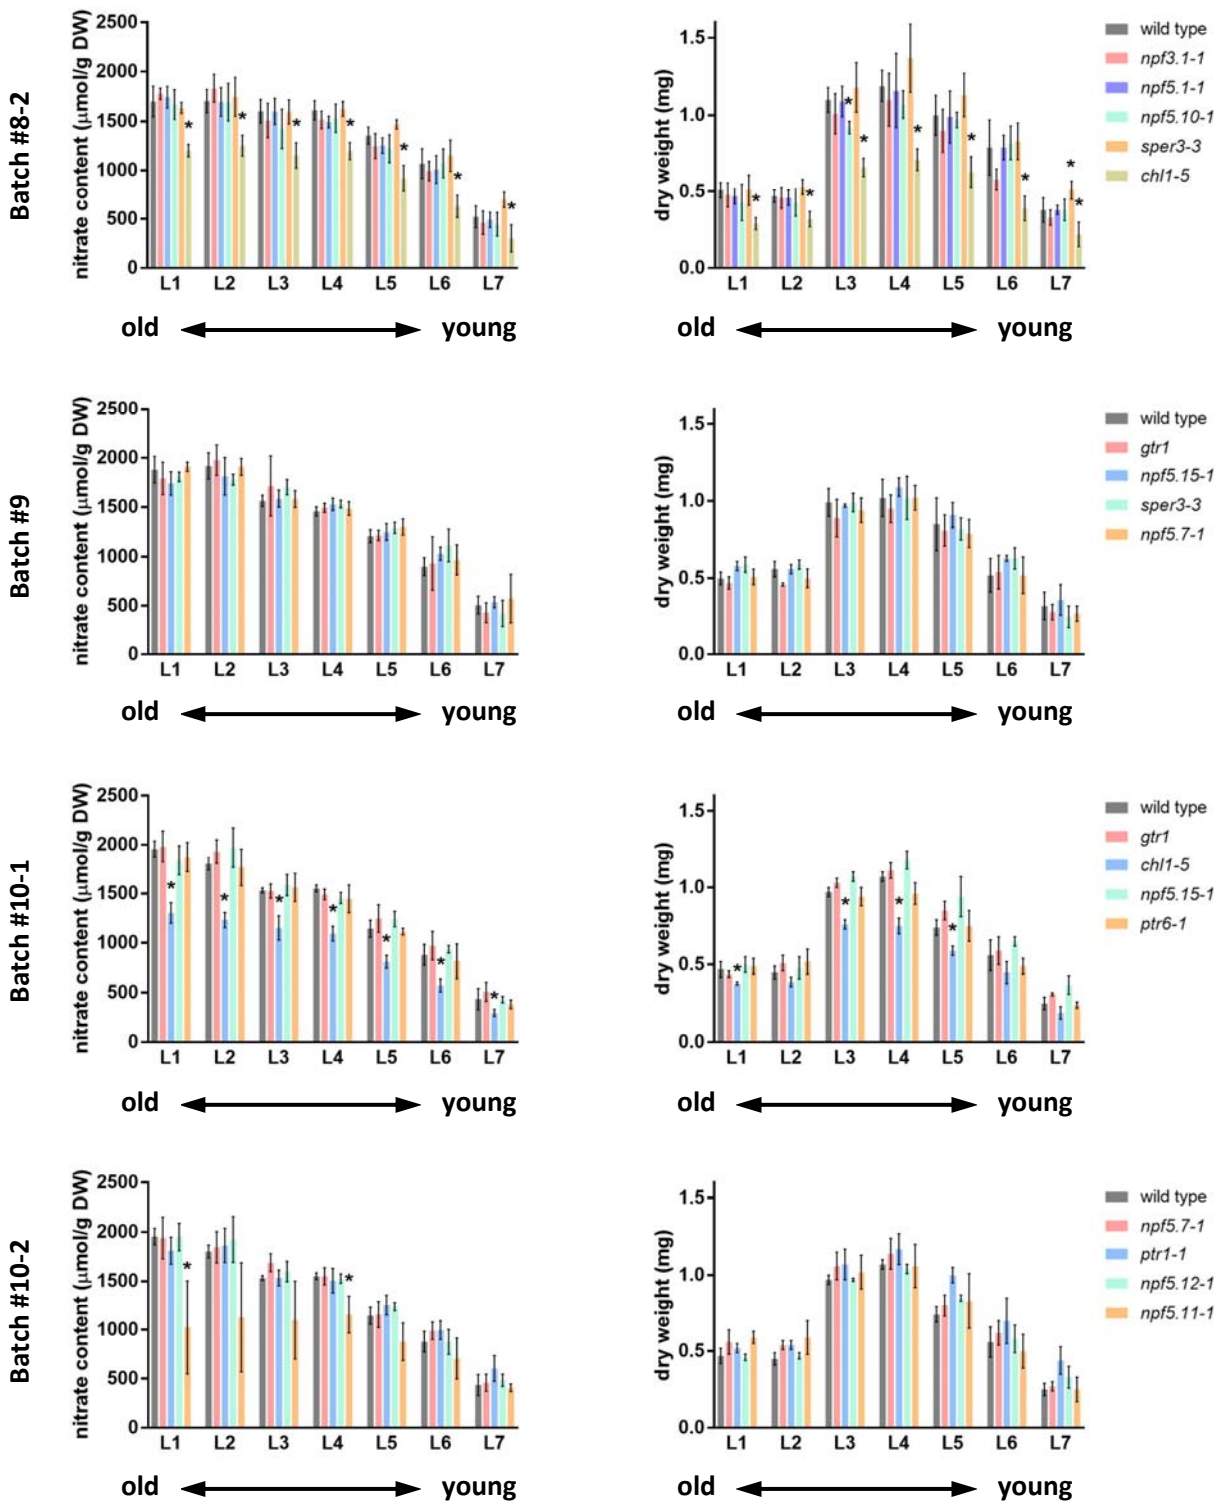 Batch #8-2
nitrate content (μmol/g DW)
2500
2000
1500
1000
500
0
L1 L2 L3 L4 L5 L6 L7
* * * * * * *
old young
dry weight (mg)
1.5
1.0
0.5
0.0
L1 L2 L3 L4 L5 L6 L7
* * * * * * * * *
old young
wild type
npf3.1-1
npf5.1-1
npf5.10-1
sper3-3
chl1-5
Batch #9
nitrate content (μmol/g DW)
2500
2000
1500
1000
500
0
L1 L2 L3 L4 L5 L6 L7
old young
dry weight (mg)
1.5
1.0
0.5
0.0
L1 L2 L3 L4 L5 L6 L7
old young
wild type
gtr1
npf5.15-1
sper3-3
npf5.7-1
Batch #10-1
nitrate content (μmol/g DW)
2500
2000
1500
1000
500
0
L1 L2 L3 L4 L5 L6 L7
* * * * * * *
old young
dry weight (mg)
1.5
1.0
0.5
0.0
L1 L2 L3 L4 L5 L6 L7
* * * *
old young
wild type
gtr1
chl1-5
npf5.15-1
ptr6-1
Batch #10-2
nitrate content (μmol/g DW)
2500
2000
1500
1000
500
0
L1 L2 L3 L4 L5 L6 L7
* *
old young
dry weight (mg)
1.5
1.0
0.5
0.0
L1 L2 L3 L4 L5 L6 L7
old young
wild type
npf5.7-1
ptr1-1
npf5.12-1
npf5.11-1